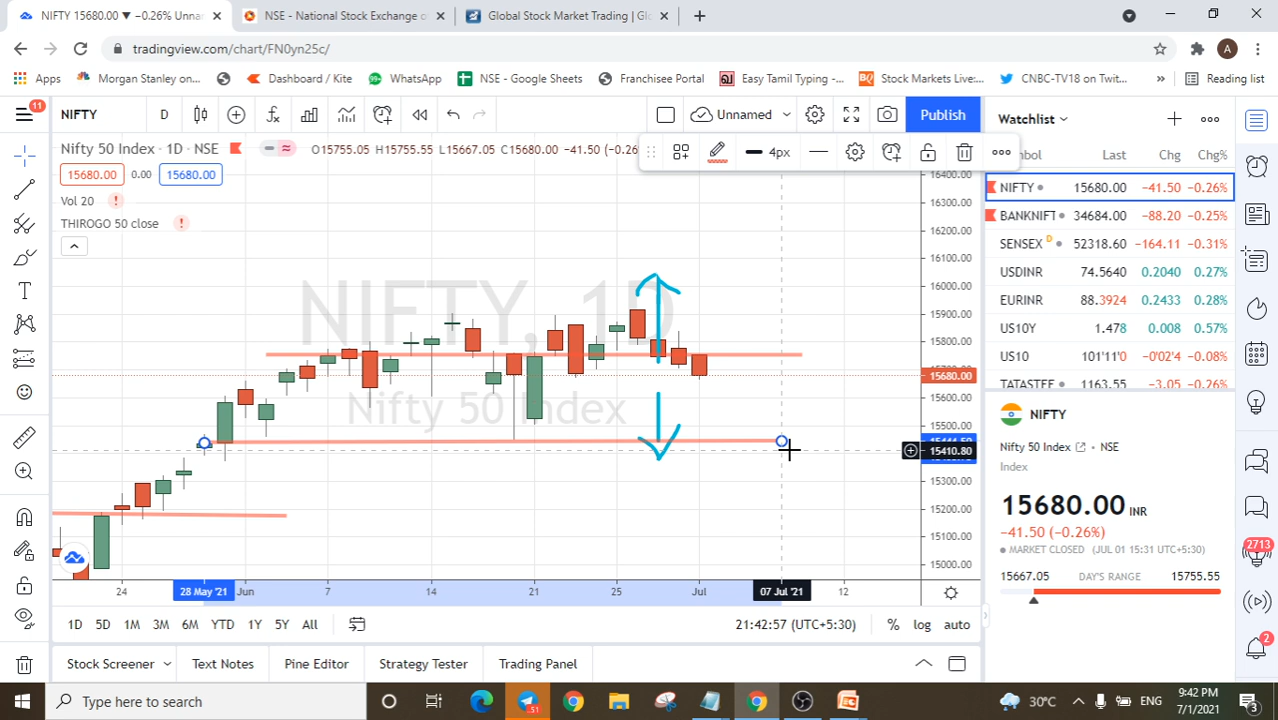 NIFTY 15680.00 ▼ −0.26% Unnar
NSE - National Stock Exchange o
Global Stock Market Trading | Gl
tradingview.com/chart/FN0yn25c/
A
Apps
Morgan Stanley on...
Dashboard / Kite
WhatsApp
NSE - Google Sheets
Franchisee Portal
Easy Tamil Typing -...
Stock Markets Live:...
CNBC-TV18 on Twit...
»
Reading list
11
NIFTY
D
Unnamed
Publish
Watchlist
Nifty 50 Index · 1D · NSE
O15755.05 H15755.55 L15667.05 C15680.00 −41.50 (−0.26%
4px
mbol
Last
Chg
Chg%
15680.00
0.00
15680.00
Vol 20
THIROGO 50 close
NIFTY, 1D
Nifty 50 Index
16400.00
16300.00
16200.00
16100.00
16000.00
15900.00
15800.00
15680.00
15600.00
15500.00
15410.80
15300.00
15200.00
15100.00
15000.00
NIFTY 15680.00 −41.50 −0.26%
BANKNIFT 34684.00 −88.20 −0.25%
SENSEX D 52318.60 −164.11 −0.31%
USDINR 74.5640 0.2040 0.27%
EURINR 88.3924 0.2433 0.28%
US10Y 1.478 0.008 0.57%
US10 101'11'0 −0'02'4 −0.08%
TATASTEE 1163.55 −3.05 −0.26%
NIFTY
Nifty 50 Index
NSE
Index
15680.00 INR
−41.50 (−0.26%)
MARKET CLOSED (JUL 01 15:31 UTC+5:30)
15667.05 DAY'S RANGE 15755.55
2713
2
24
28 May '21
Jun
7
14
21
25
Jul
07 Jul '21
12
1D 5D 1M 3M 6M YTD 1Y 5Y All
21:42:57 (UTC+5:30)
% log auto
Stock Screener
Text Notes
Pine Editor
Strategy Tester
Trading Panel
Type here to search
51
30°C
ENG
9:42 PM
7/1/2021
3